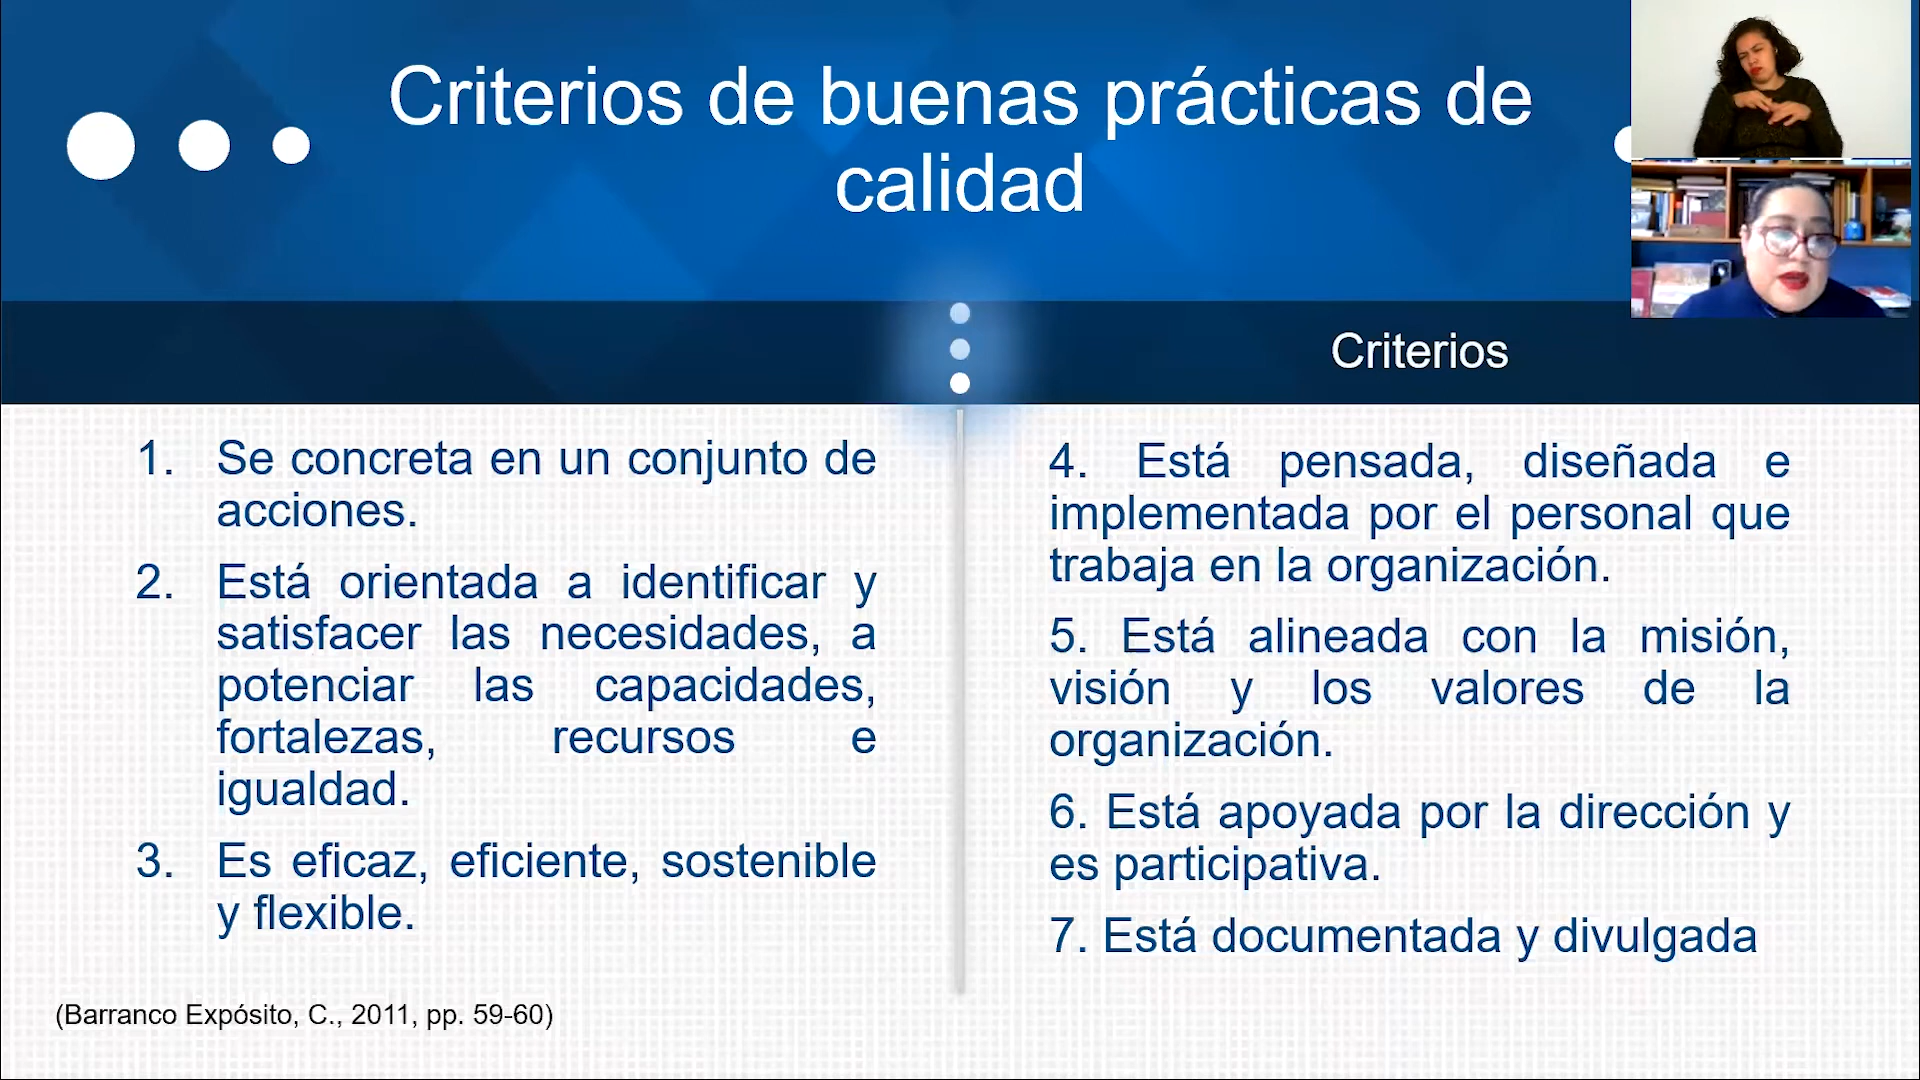 Criterios de buenas prácticas de
calidad
Criterios
1. Se concreta en un conjunto de
acciones.
2. Está orientada a identificar y
satisfacer las necesidades, a
potenciar las capacidades,
fortalezas, recursos e
igualdad.
3. Es eficaz, eficiente, sostenible
y flexible.
4. Está pensada, diseñada e
implementada por el personal que
trabaja en la organización.
5. Está alineada con la misión,
visión y los valores de la
organización.
6. Está apoyada por la dirección y
es participativa.
7. Está documentada y divulgada
(Barranco Expósito, C., 2011, pp. 59-60)